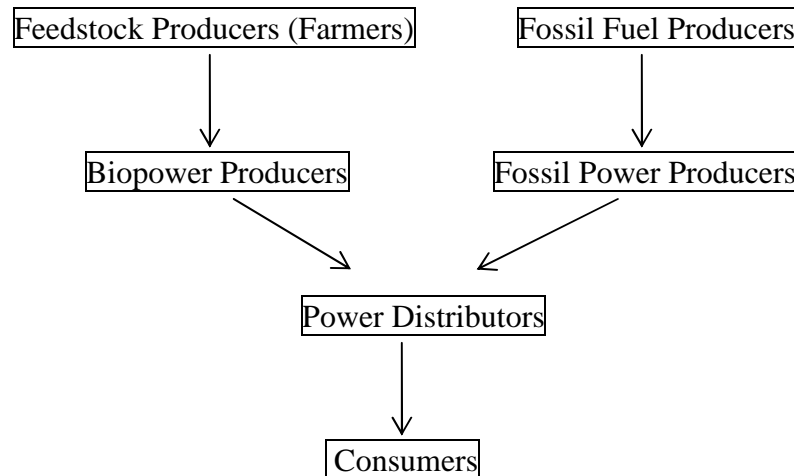 Feedstock Producers (Farmers)
Fossil Fuel Producers
Biopower Producers
Fossil Power Producers
Power Distributors
Consumers